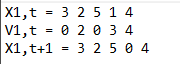 X1,t = 3 2 5 1 4
V1,t = 0 2 0 3 4
X1,t+1 = 3 2 5 0 4